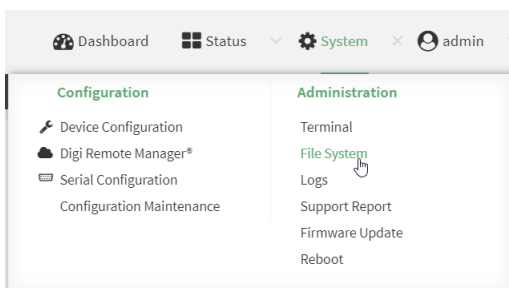 Dashboard Status System admin
Configuration
Device Configuration
Digi Remote Manager®
Serial Configuration
Configuration Maintenance
Administration
Terminal
File System
Logs
Support Report
Firmware Update
Reboot